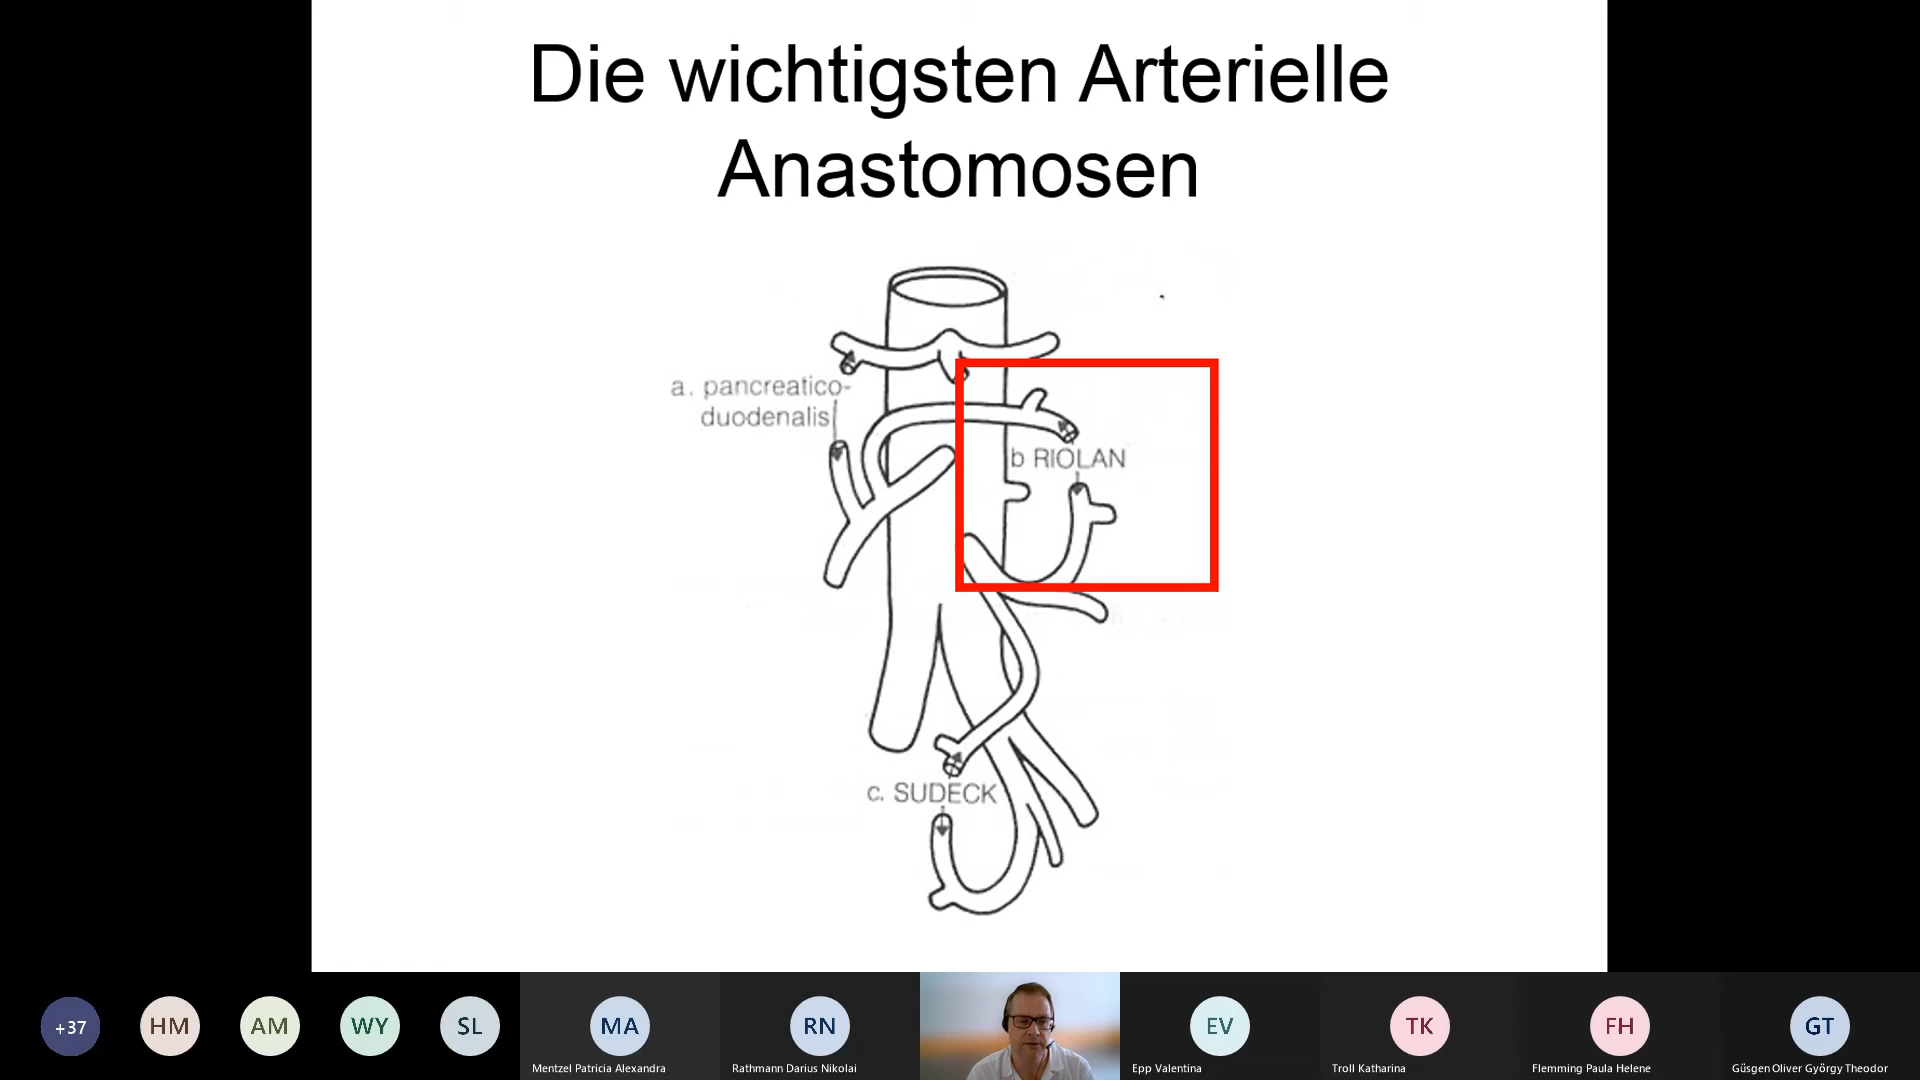 Die wichtigsten Arterielle
Anastomosen
a. pancreatico-
duodenalis
b RIOLAN
c. SUDECK
+37
HM
AM
WY
SL
MA
Mentzel Patricia Alexandra
RN
Rathmann Darius Nikolai
EV
Epp Valentina
TK
Troll Katharina
FH
Flemming Paula Helene
GT
Güsgen Oliver György Theodor